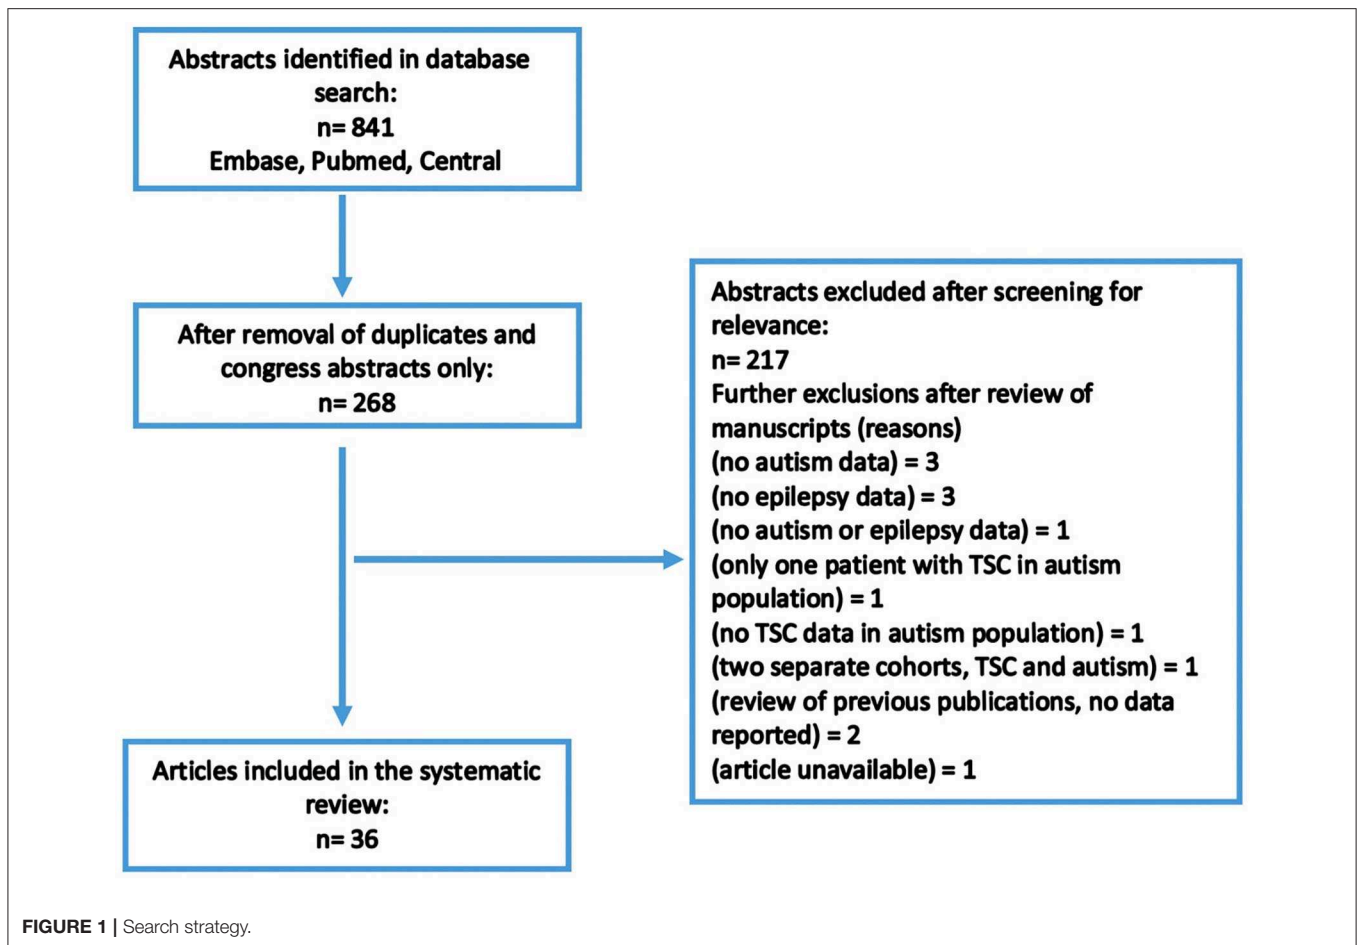 Abstracts identified in database
search:
n= 841
Embase, Pubmed, Central
After removal of duplicates and
congress abstracts only:
n= 268
Abstracts excluded after screening for
relevance:
n= 217
Further exclusions after review of
manuscripts (reasons)
(no autism data) = 3
(no epilepsy data) = 3
(no autism or epilepsy data) = 1
(only one patient with TSC in autism
population) = 1
(no TSC data in autism population) = 1
(two separate cohorts, TSC and autism) = 1
(review of previous publications, no data
reported) = 2
(article unavailable) = 1
Articles included in the systematic
review:
n= 36
FIGURE 1 | Search strategy.